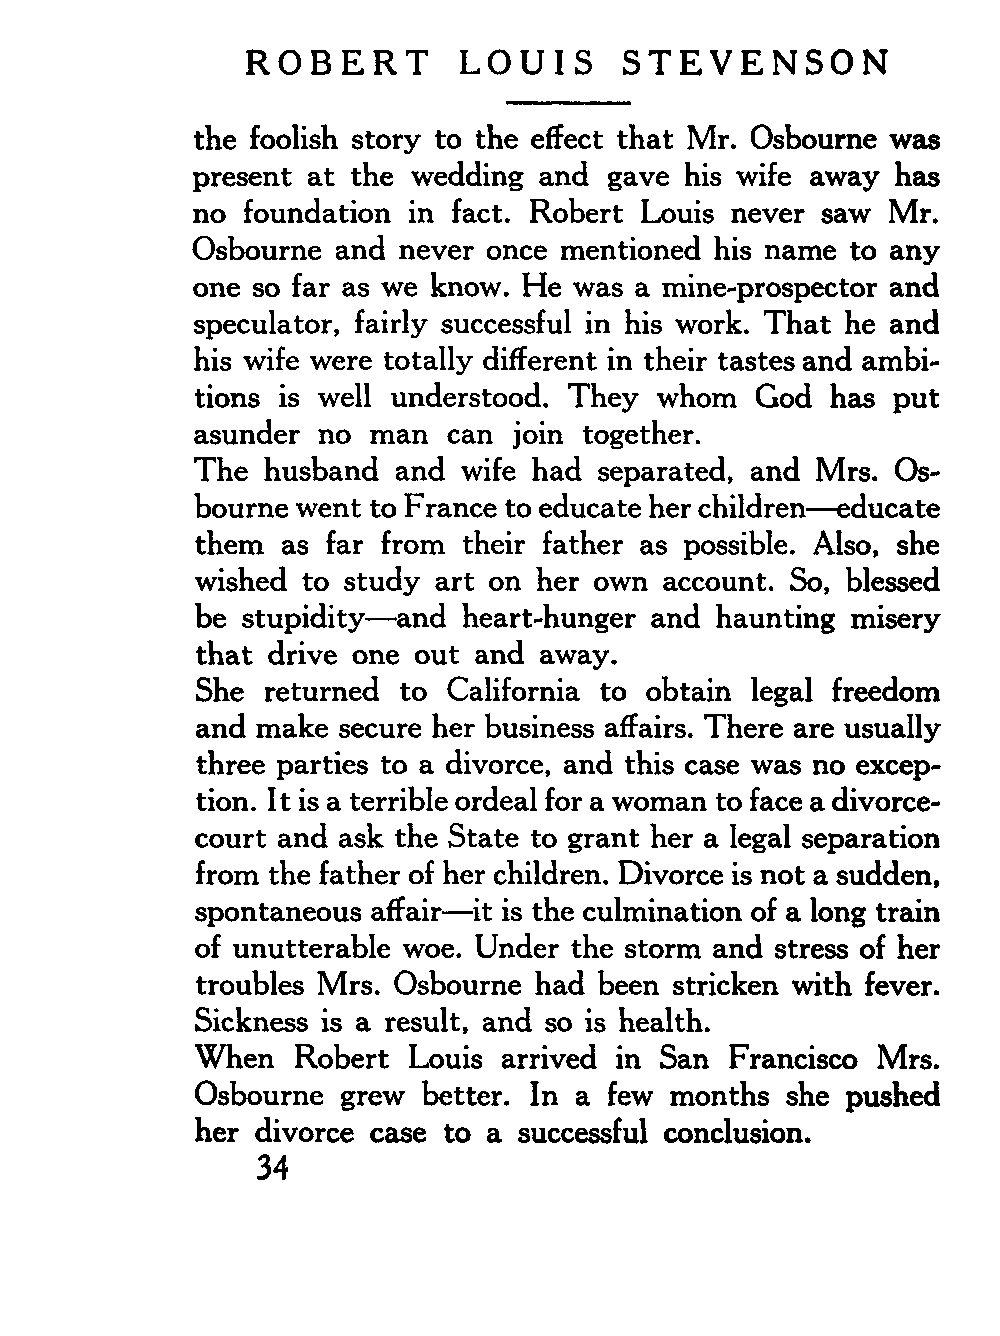 ROBERT LOUIS STEVENSON
the foolish story to the effect that Mr. Osbourne was
present at the wedding and gave his wife away has
no foundation in fact. Robert Louis never saw Mr.
Osbourne and never once mentioned his name to any
one so far as we know. He was a mine-prospector and
speculator, fairly successful in his work. That he and
his wife were totally different in their tastes and ambi-
tions is well understood. They whom God has put
asunder no man can join together.
The husband and wife had separated, and Mrs. Os-
bourne went to France to educate her children—educate
them as far from their father as possible. Also, she
wished to study art on her own account. So, blessed
be stupidity—and heart-hunger and haunting misery
that drive one out and away.
She returned to California to obtain legal freedom
and make secure her business affairs. There are usually
three parties to a divorce, and this case was no excep-
tion. It is a terrible ordeal for a woman to face a divorce-
court and ask the State to grant her a legal separation
from the father of her children. Divorce is not a sudden,
spontaneous affair—it is the culmination of a long train
of unutterable woe. Under the storm and stress of her
troubles Mrs. Osbourne had been stricken with fever.
Sickness is a result, and so is health.
When Robert Louis arrived in San Francisco Mrs.
Osbourne grew better. In a few months she pushed
her divorce case to a successful conclusion.
34